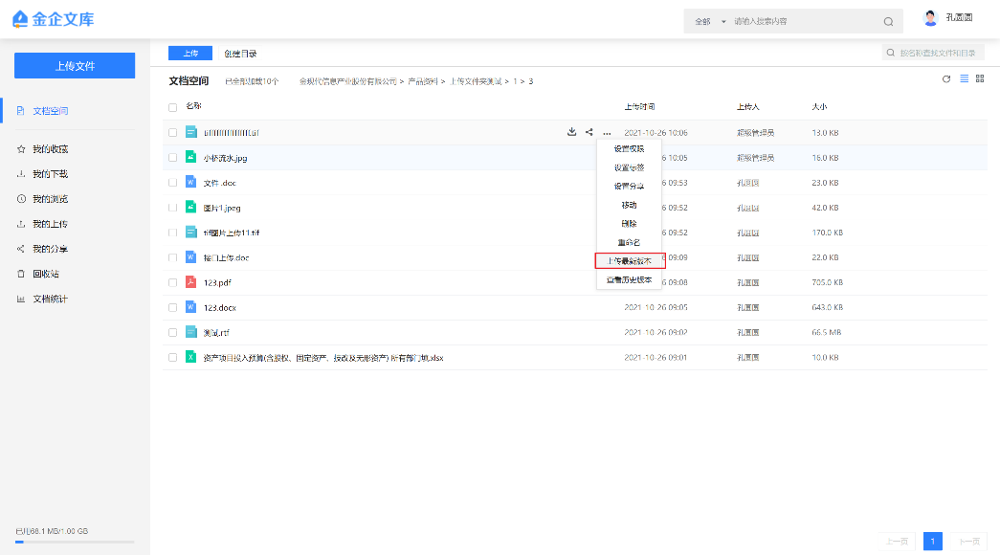 金企文库
全部 请输入搜索内容
孔圆圆
上传文件
文档空间
我的收藏
我的下载
我的浏览
我的上传
我的分享
回收站
文档统计
已用68.1 MB/1.00 GB
上传 创建目录
按名称查找文件和目录
文档空间 已全部加载10个 金现代信息产业股份有限公司 > 产品资料 > 上传文件夹测试 > 1 > 3
名称 上传时间 上传人 大小
2021-10-26 10:06 超级管理员 13.0 KB
小桥流水.jpg 6 10:05 超级管理员 16.0 KB
文件 .doc 6 09:53 孔圆圆 23.0 KB
图片1.jpeg 6 09:52 孔圆圆 42.0 KB
tif图片上传11.tif 6 09:52 孔圆圆 170.0 KB
接口上传.doc 6 09:09 孔圆圆 22.0 KB
123.pdf 6 09:08 孔圆圆 705.0 KB
123.docx 2021-10-26 09:05 孔圆圆 643.0 KB
测试.rtf 2021-10-26 09:02 孔圆圆 66.5 MB
资产项目投入预算(含股权、固定资产、技改及无形资产) 所有部门填.xlsx 2021-10-26 09:01 孔圆圆 10.0 KB
设置权限
设置标签
设置分享
移动
删除
重命名
上传最新版本
查看历史版本
上一页 1 下一页